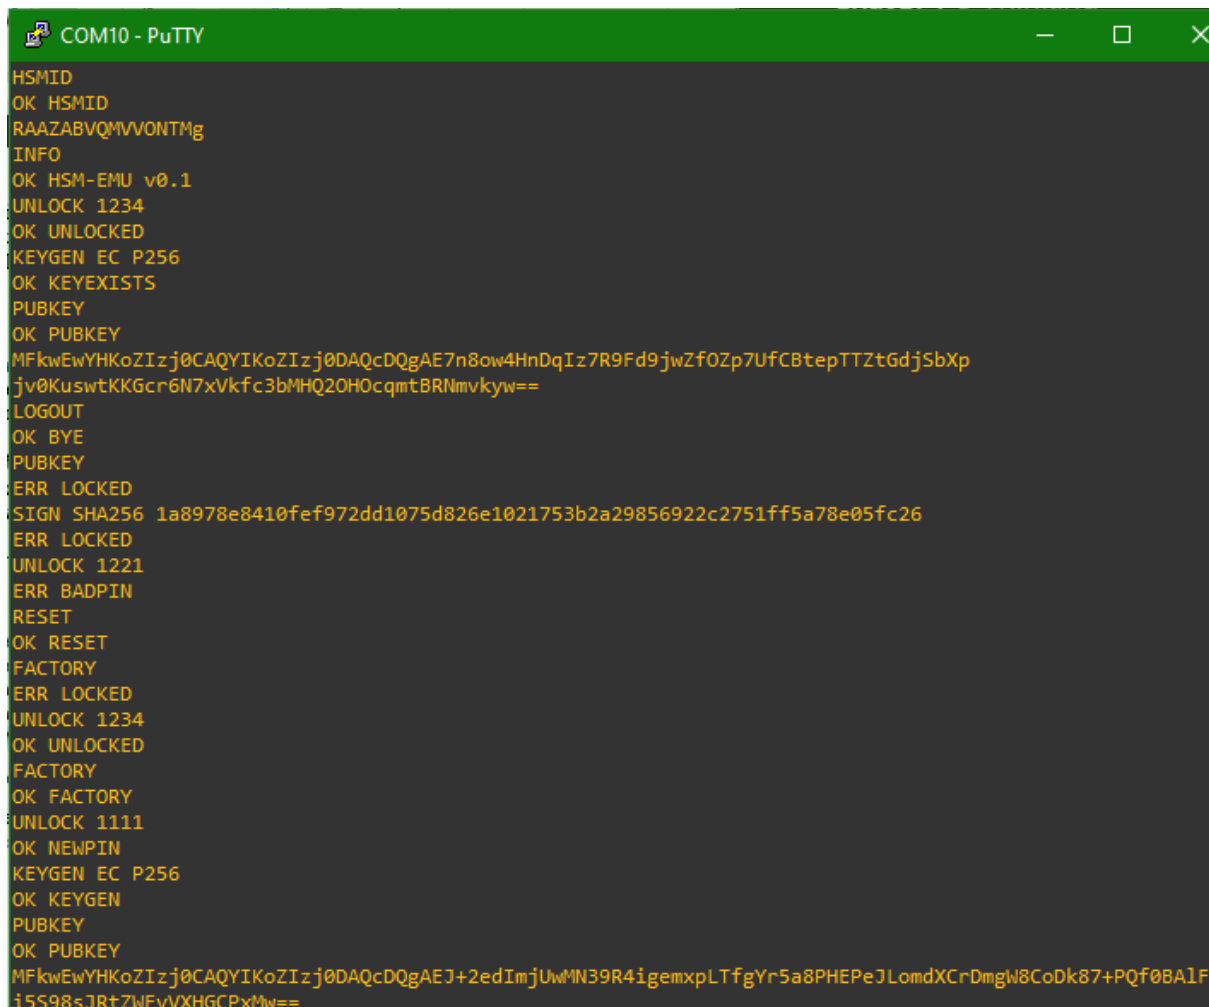 COM10 - PuTTY
HSMID
OK HSMID
RAAZABVQMVVONTMg
INFO
OK HSM-EMU v0.1
UNLOCK 1234
OK UNLOCKED
KEYGEN EC P256
OK KEYEXISTS
PUBKEY
OK PUBKEY
MFkwEwYHKoZIzj0CAQYIKoZIzj0DAQcDQgAE7n8ow4HnDqIz7R9Fd9jwZfOZp7UfCBtepTTZtGdjSbXp
jv0KuswtKKGcr6N7xVkfc3bMHQ2OHOcqmtBRNmvkyw==
LOGOUT
OK BYE
PUBKEY
ERR LOCKED
SIGN SHA256 1a8978e8410fef972dd1075d826e1021753b2a29856922c2751ff5a78e05fc26
ERR LOCKED
UNLOCK 1221
ERR BADPIN
RESET
OK RESET
FACTORY
ERR LOCKED
UNLOCK 1234
OK UNLOCKED
FACTORY
OK FACTORY
UNLOCK 1111
OK NEWPIN
KEYGEN EC P256
OK KEYGEN
PUBKEY
OK PUBKEY
MFkwEwYHKoZIzj0CAQYIKoZIzj0DAQcDQgAEJ+2edImjUwMN39R4igemxpLTfgYr5a8PHEPeJLomdXCrDmgW8CoDk87+PQf0BAlF
i5S98sJRtZWEyVXHGCPxMw==